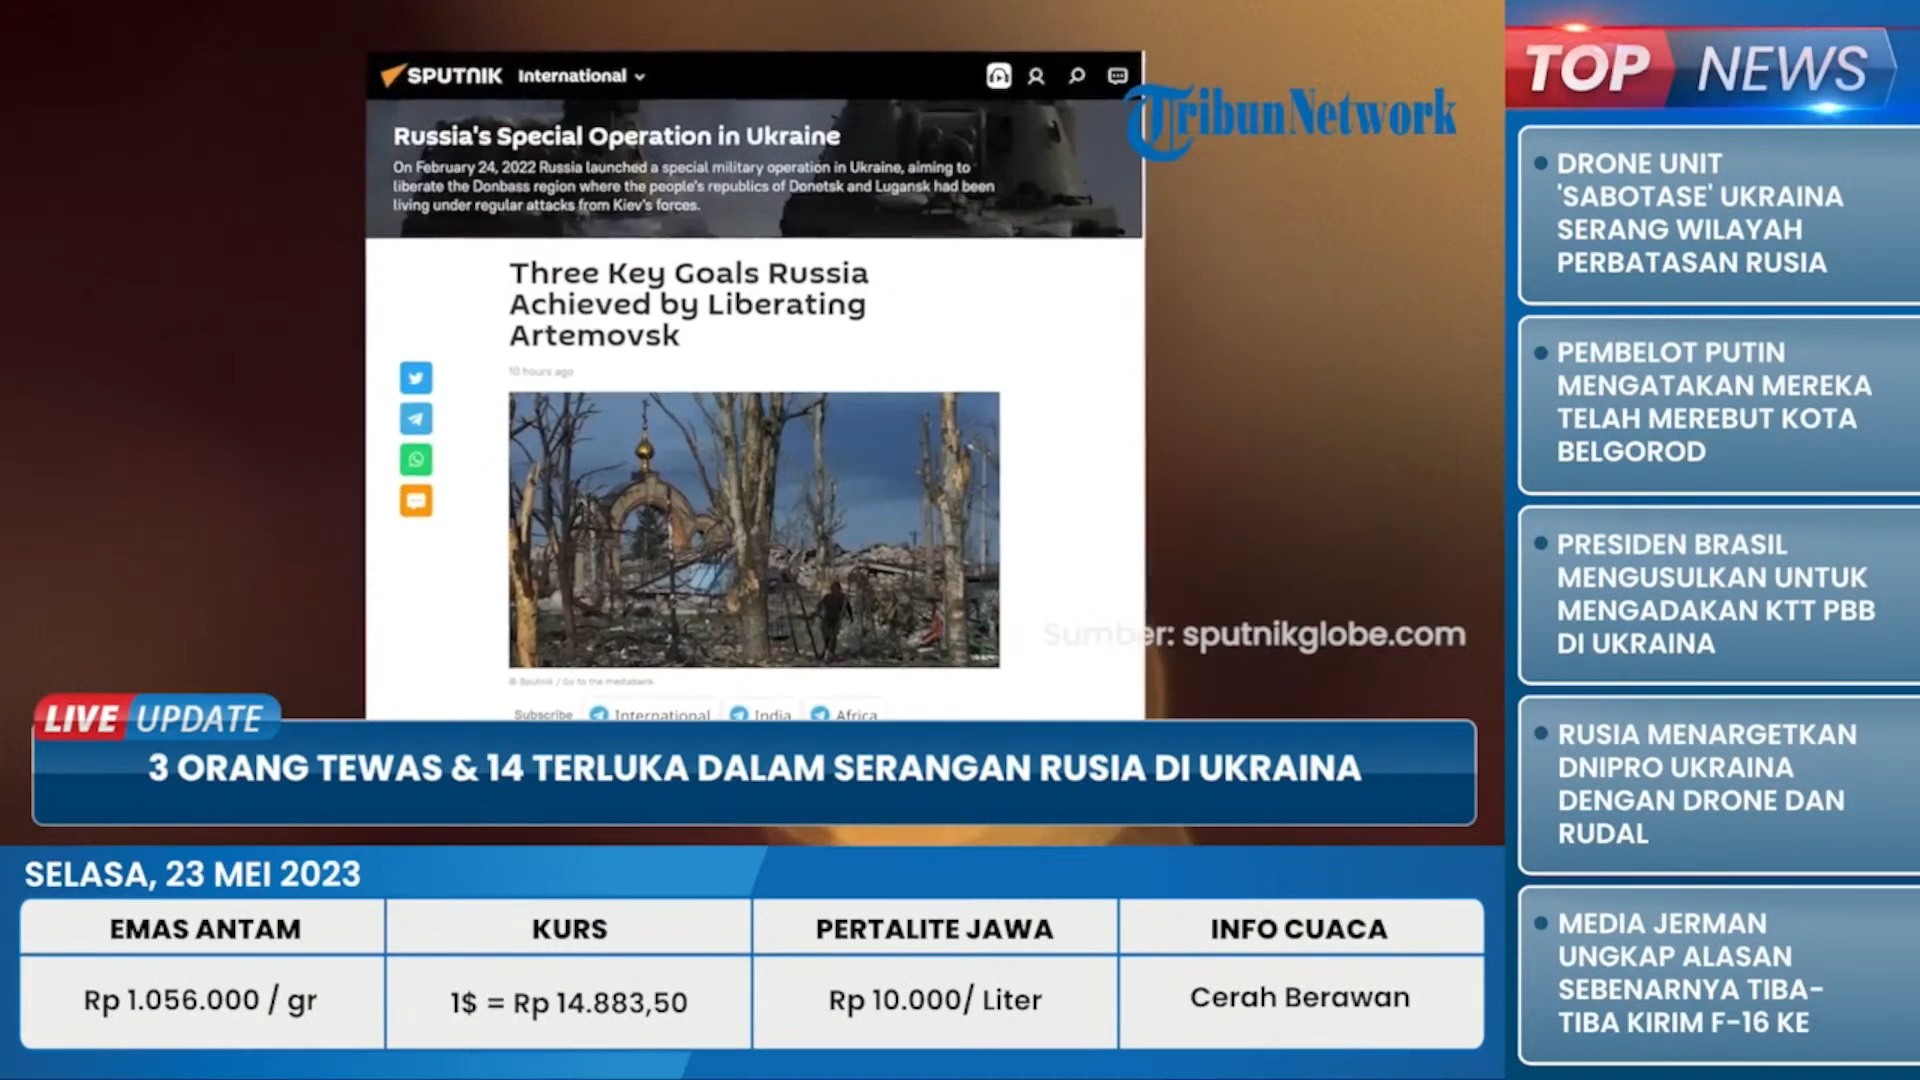 SPUTNIK International
Russia's Special Operation in Ukraine
On February 24, 2022 Russia launched a special military operation in Ukraine, aiming to
liberate the Donbass region where the people's republics of Donetsk and Lugansk had been
living under regular attacks from Kiev's forces.
TribunNetwork
Three Key Goals Russia
Achieved by Liberating
Artemovsk
10 hours ago
© Sputnik / Go to the mediabank
Subscribe International India Africa
Sumber: sputnikglobe.com
LIVE UPDATE
3 ORANG TEWAS & 14 TERLUKA DALAM SERANGAN RUSIA DI UKRAINA
SELASA, 23 MEI 2023
EMAS ANTAM KURS PERTALITE JAWA INFO CUACA
Rp 1.056.000 / gr 1$ = Rp 14.883,50 Rp 10.000/ Liter Cerah Berawan
TOP NEWS
DRONE UNIT
'SABOTASE' UKRAINA
SERANG WILAYAH
PERBATASAN RUSIA
PEMBELOT PUTIN
MENGATAKAN MEREKA
TELAH MEREBUT KOTA
BELGOROD
PRESIDEN BRASIL
MENGUSULKAN UNTUK
MENGADAKAN KTT PBB
DI UKRAINA
RUSIA MENARGETKAN
DNIPRO UKRAINA
DENGAN DRONE DAN
RUDAL
MEDIA JERMAN
UNGKAP ALASAN
SEBENARNYA TIBA-
TIBA KIRIM F-16 KE